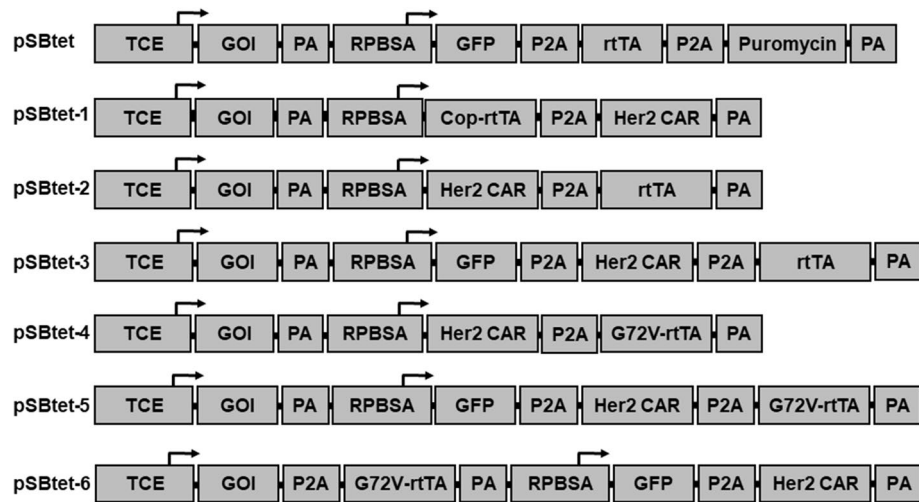 pSBtet TCE GOI PA RPBSA GFP P2A rtTA P2A Puromycin PA
pSBtet-1 TCE GOI PA RPBSA Cop-rtTA P2A Her2 CAR PA
pSBtet-2 TCE GOI PA RPBSA Her2 CAR P2A rtTA PA
pSBtet-3 TCE GOI PA RPBSA GFP P2A Her2 CAR P2A rtTA PA
pSBtet-4 TCE GOI PA RPBSA Her2 CAR P2A G72V-rtTA PA
pSBtet-5 TCE GOI PA RPBSA GFP P2A Her2 CAR P2A G72V-rtTA PA
pSBtet-6 TCE GOI P2A G72V-rtTA PA RPBSA GFP P2A Her2 CAR PA